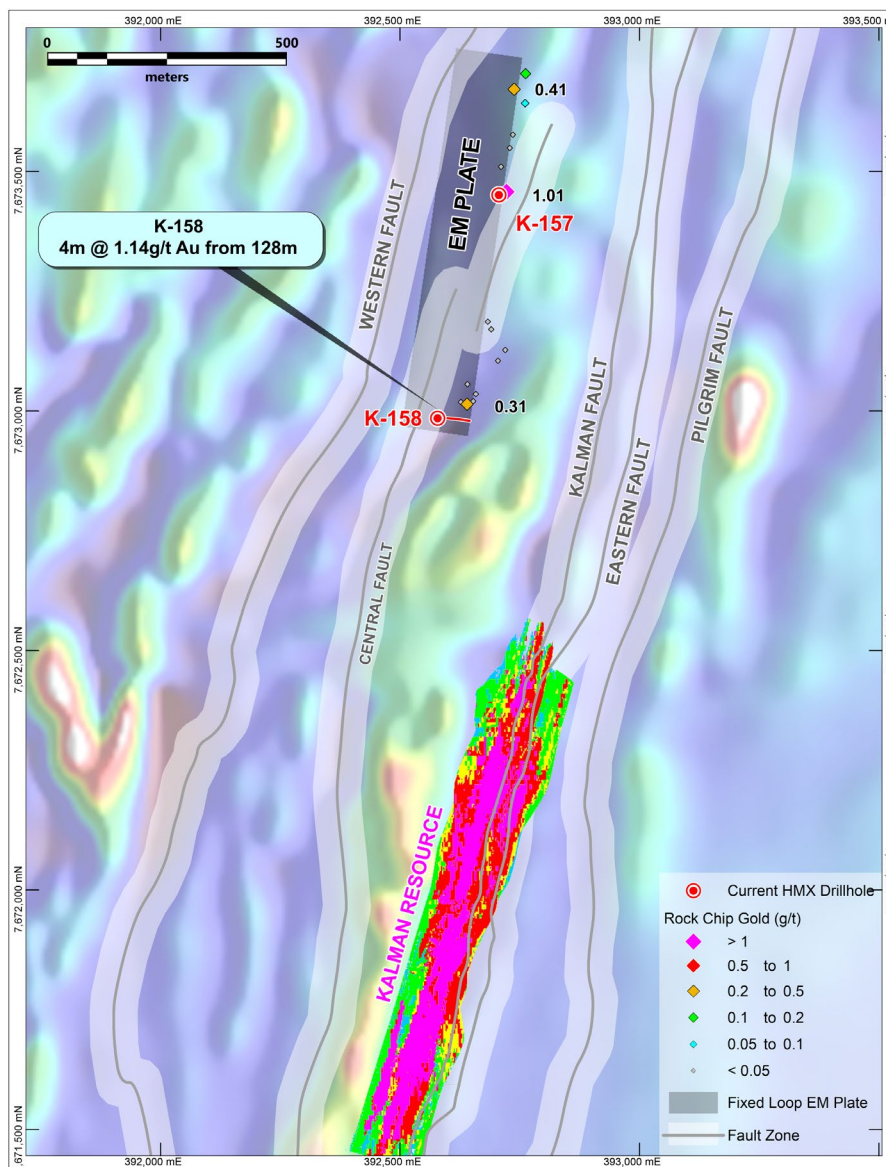 392,000 mE
392,500 mE
393,000 mE
393,500
0
500
meters
0.41
7,673,500 mN
EM PLATE
1.01
K-157
K-158
4m @ 1.14g/t Au from 128m
WESTERN FAULT
PILGRIM FAULT
KALMAN FAULT
7,673,000 mN
K-158
0.31
EASTERN FAULT
CENTRAL FAULT
7,672,500 mN
KALMAN RESOURCE
7,672,000 mN
Current HMX Drillhole
Rock Chip Gold (g/t)
> 1
0.5 to 1
0.2 to 0.5
0.1 to 0.2
0.05 to 0.1
< 0.05
Fixed Loop EM Plate
Fault Zone
7,671,500 mN
392,000 mE
392,500 mE
393,000 mE